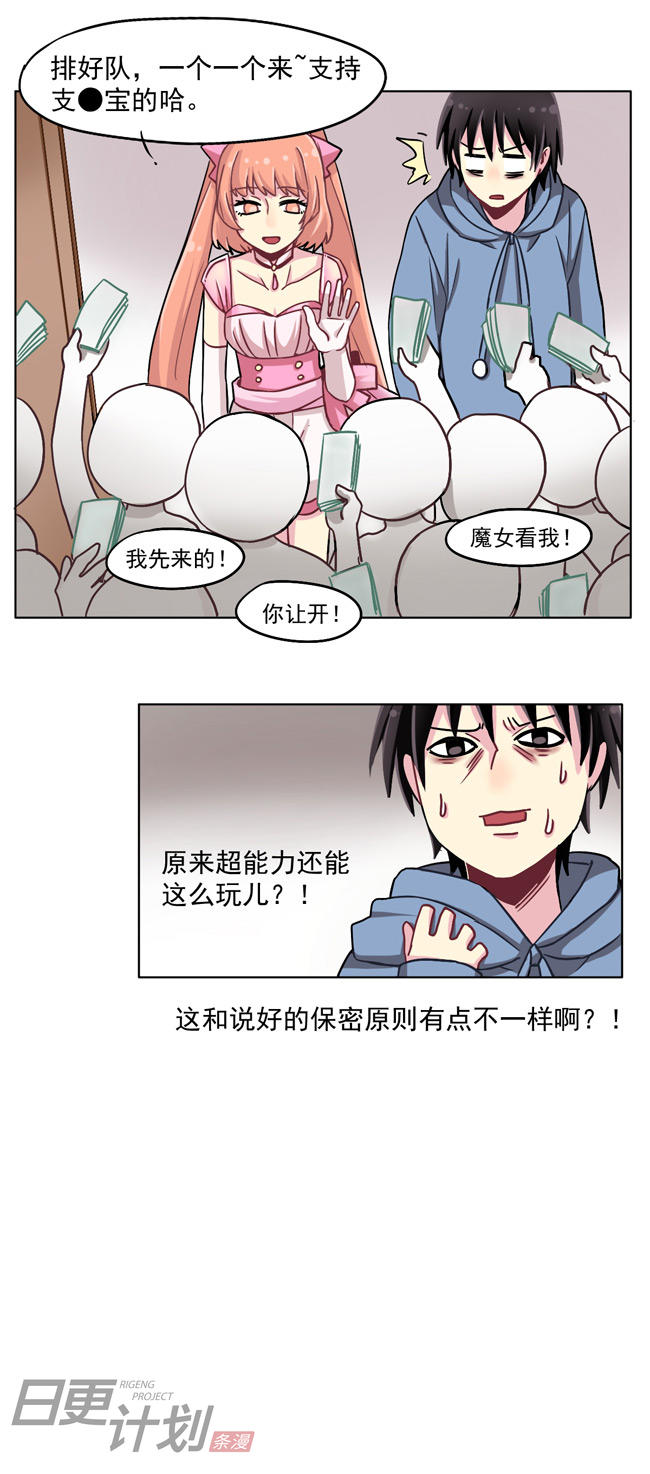 排好队，一个一个来~支持
支●宝的哈。
魔女看我！
我先来的！
你让开！
原来超能力还能
这么玩儿？！
这和说好的保密原则有点不一样啊？！
日更
RIGENG
PROJECT
计划
条漫